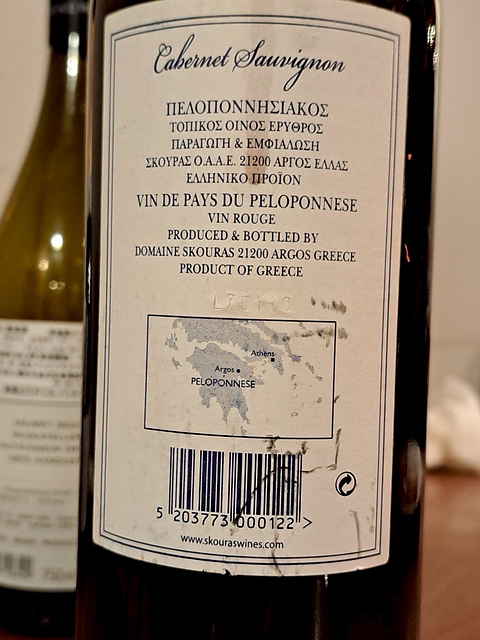 Cabernet Sauvignon
ΠΕΛΟΠΟΝΝΗΣΙΑΚΟΣ
ΤΟΠΙΚΟΣ ΟΙΝΟΣ ΕΡΥΘΡΟΣ
ΠΑΡΑΓΩΓΗ & ΕΜΦΙΑΛΩΣΗ
ΣΚΟΥΡΑΣ Ο.Α.Α.Ε. 21200 ΑΡΓΟΣ ΕΛΛΑΣ
ΕΛΛΗΝΙΚΟ ΠΡΟΪΟΝ
VIN DE PAYS DU PELOPONNESE
VIN ROUGE
PRODUCED & BOTTLED BY
DOMAINE SKOURAS 21200 ARGOS GREECE
PRODUCT OF GREECE
Athens
Argos
PELOPONNESE
5 203773 000122 >
www.skouraswines.com